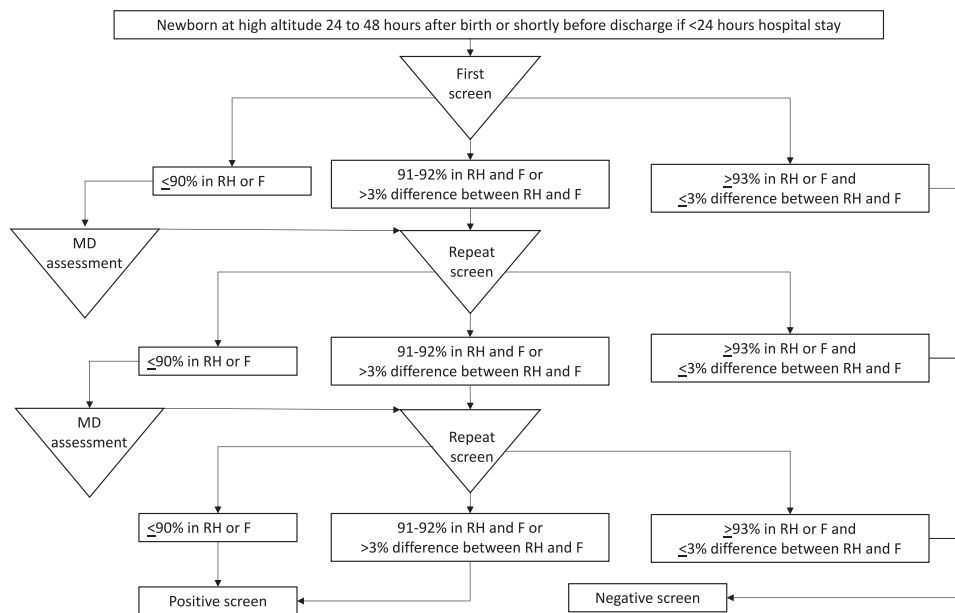 Newborn at high altitude 24 to 48 hours after birth or shortly before discharge if <24 hours hospital stay
First
screen
≤90% in RH or F
91-92% in RH and F or
>3% difference between RH and F
≥93% in RH or F and
≤3% difference between RH and F
MD
assessment
Repeat
screen
≤90% in RH or F
91-92% in RH and F or
>3% difference between RH and F
≥93% in RH or F and
≤3% difference between RH and F
MD
assessment
Repeat
screen
≤90% in RH or F
91-92% in RH and F or
>3% difference between RH and F
≥93% in RH or F and
≤3% difference between RH and F
Positive screen
Negative screen